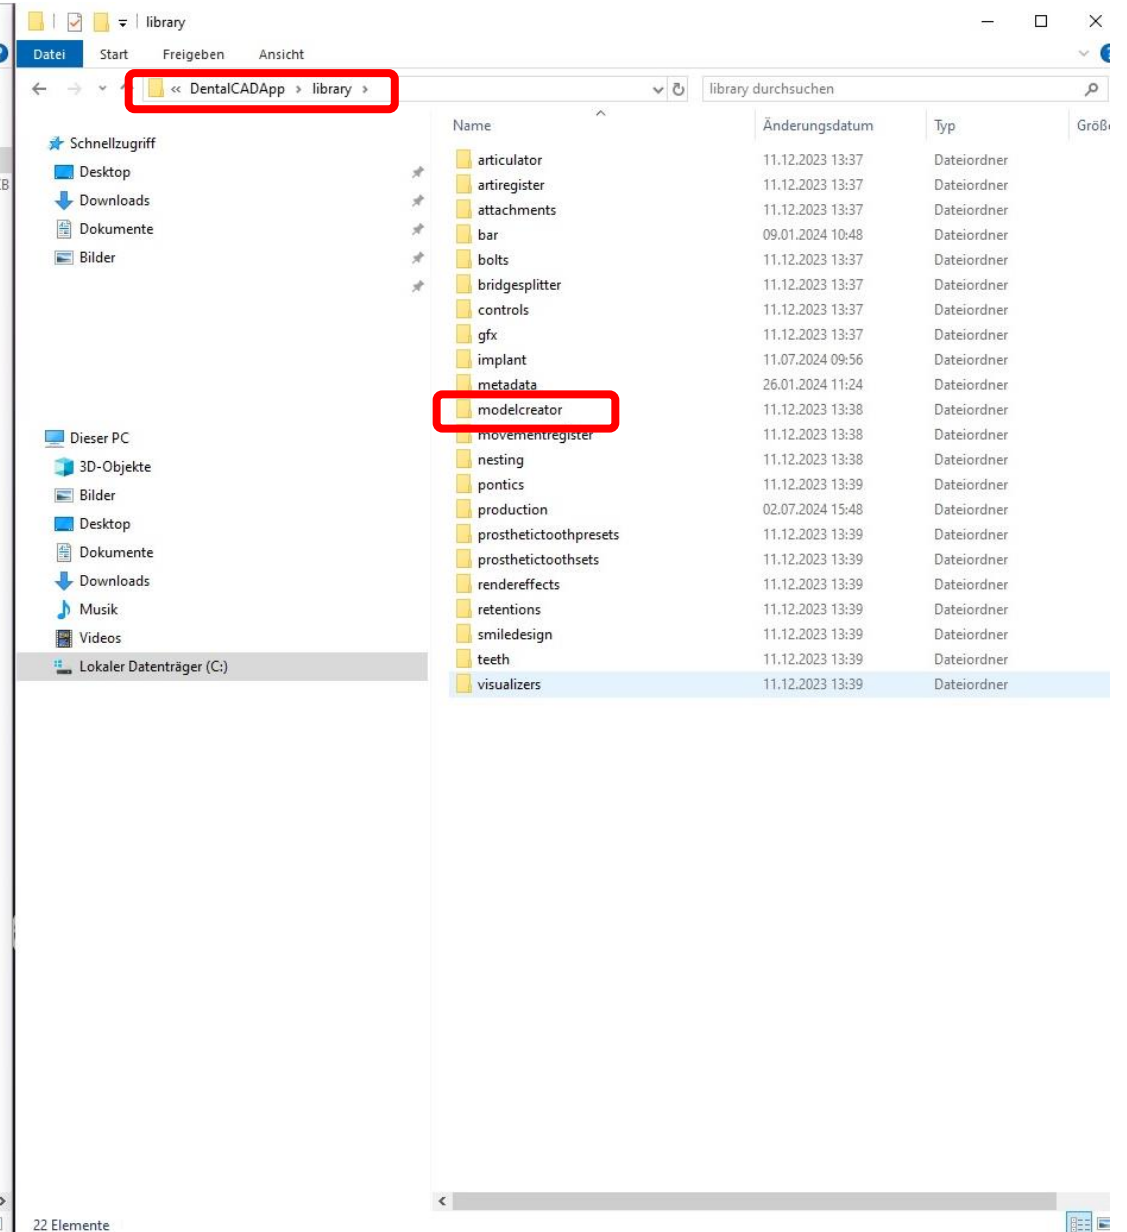 library
Datei Start Freigeben Ansicht
« DentalCADApp › library ›
library durchsuchen
Name Änderungsdatum Typ
Schnellzugriff
Desktop
Downloads
Dokumente
Bilder
Dieser PC
3D-Objekte
Bilder
Desktop
Dokumente
Downloads
Musik
Videos
Lokaler Datenträger (C:)
articulator 11.12.2023 13:37 Dateiordner
artiregister 11.12.2023 13:37 Dateiordner
attachments 11.12.2023 13:37 Dateiordner
bar 09.01.2024 10:48 Dateiordner
bolts 11.12.2023 13:37 Dateiordner
bridgesplitter 11.12.2023 13:37 Dateiordner
controls 11.12.2023 13:37 Dateiordner
gfx 11.12.2023 13:37 Dateiordner
implant 11.07.2024 09:56 Dateiordner
metadata 26.01.2024 11:24 Dateiordner
modelcreator 11.12.2023 13:38 Dateiordner
movementregister 11.12.2023 13:38 Dateiordner
nesting 11.12.2023 13:38 Dateiordner
pontics 11.12.2023 13:39 Dateiordner
production 02.07.2024 15:48 Dateiordner
prosthetictoothpresets 11.12.2023 13:39 Dateiordner
prosthetictoothsets 11.12.2023 13:39 Dateiordner
rendereffects 11.12.2023 13:39 Dateiordner
retentions 11.12.2023 13:39 Dateiordner
smiledesign 11.12.2023 13:39 Dateiordner
teeth 11.12.2023 13:39 Dateiordner
visualizers 11.12.2023 13:39 Dateiordner
22 Elemente